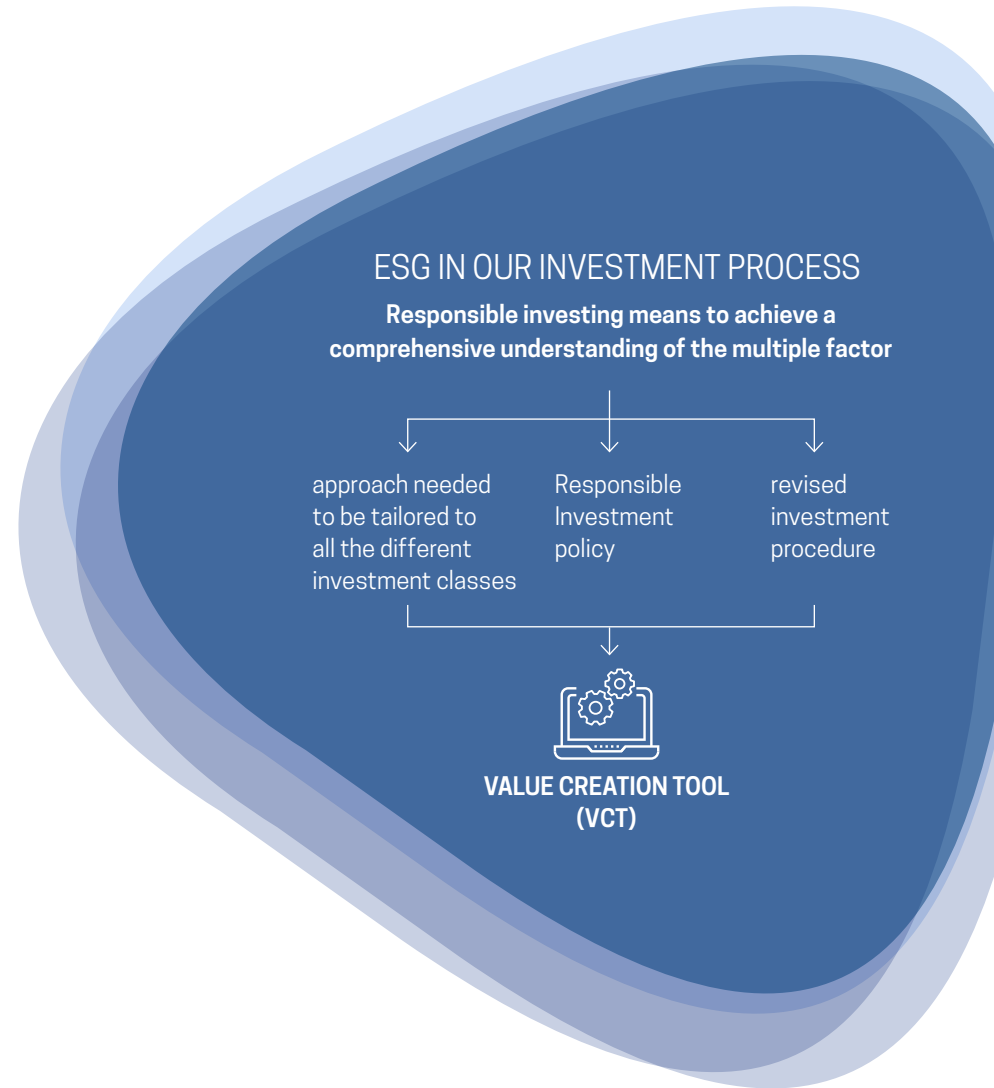 ESG IN OUR INVESTMENT PROCESS
Responsible investing means to achieve a
comprehensive understanding of the multiple factor
approach needed
to be tailored to
all the different
investment classes
Responsible
Investment
policy
revised
investment
procedure
VALUE CREATION TOOL
(VCT)